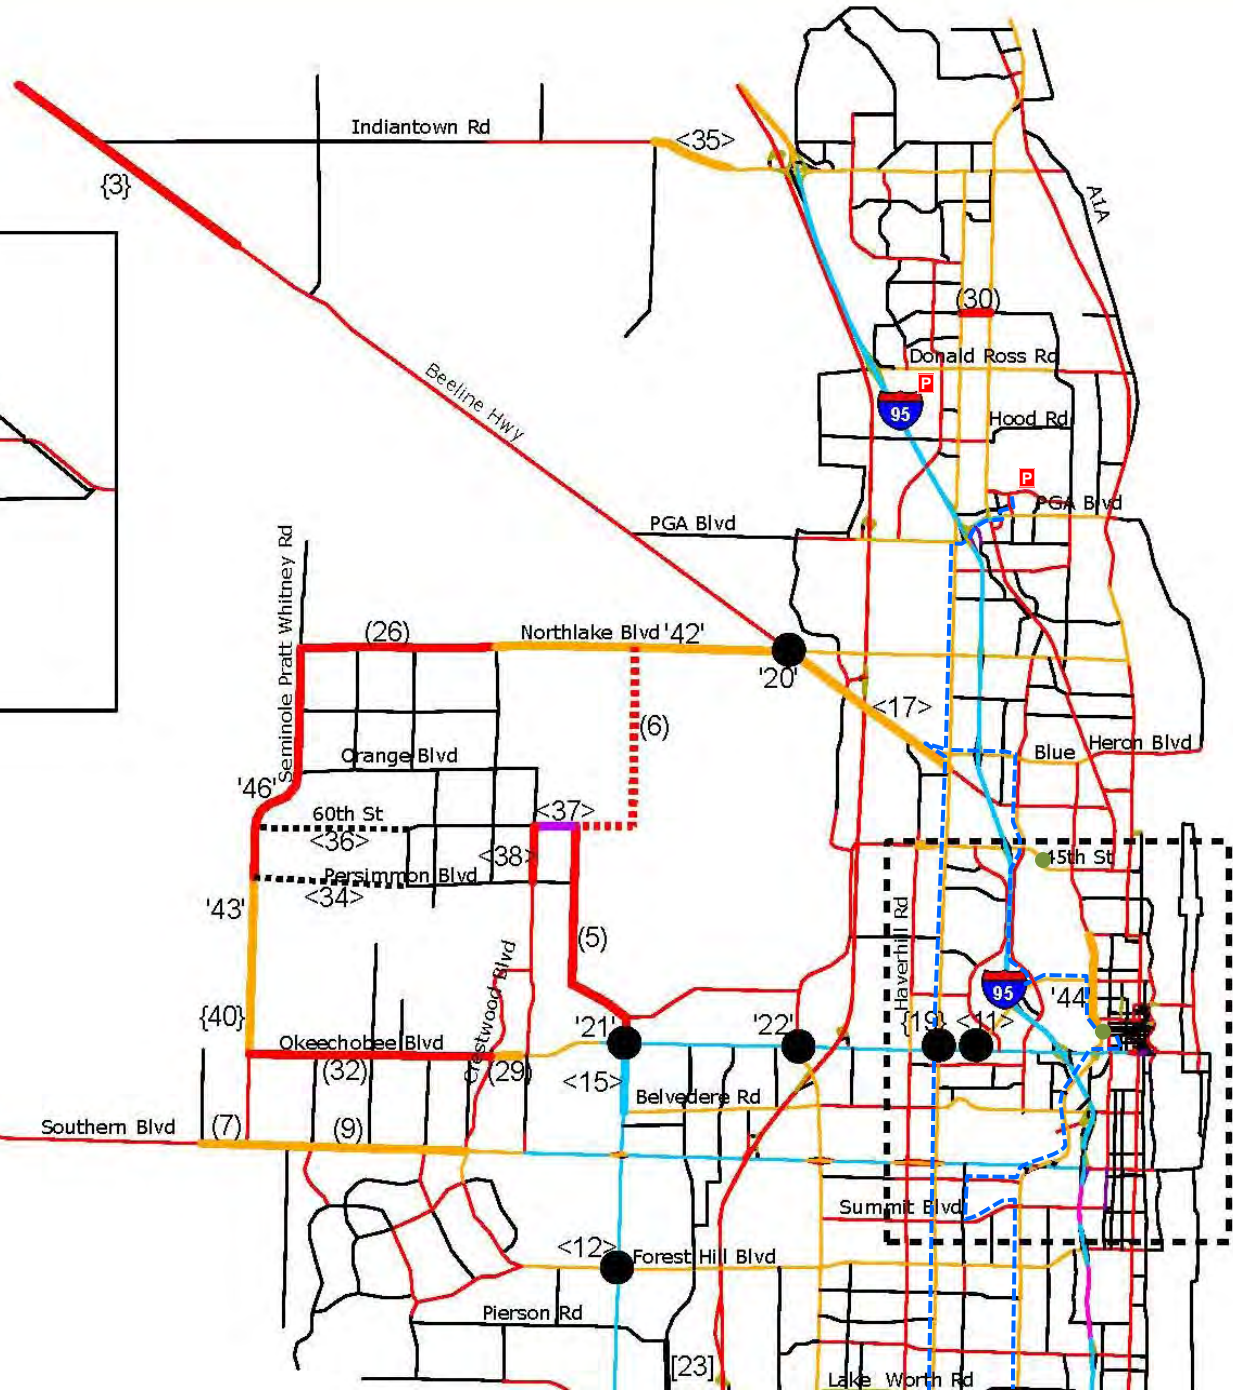 Indiantown Rd
<35>
{3}
A1A
(30)
Donald Ross Rd
P
95
Hood Rd
Beeline Hwy
P
PGA Blvd
PGA Blvd
Seminole Pratt Whitney Rd
(26)
Northlake Blvd '42'
'20'
<17>
(6)
Orange Blvd
Blue Heron Blvd
'46'
60th St
<37>
<36>
<38>
45th St
Persimmon Blvd
<34>
'43'
Haverhill Rd
(5)
Crestwood Blvd
95
'44'
{40}
'21'
'22'
{19}
<11>
Okeechobee Blvd
(32)
(29)
<15>
Belvedere Rd
Southern Blvd
(7)
(9)
Summit Blvd
<12>
Forest Hill Blvd
Pierson Rd
[23]
Lake Worth Rd